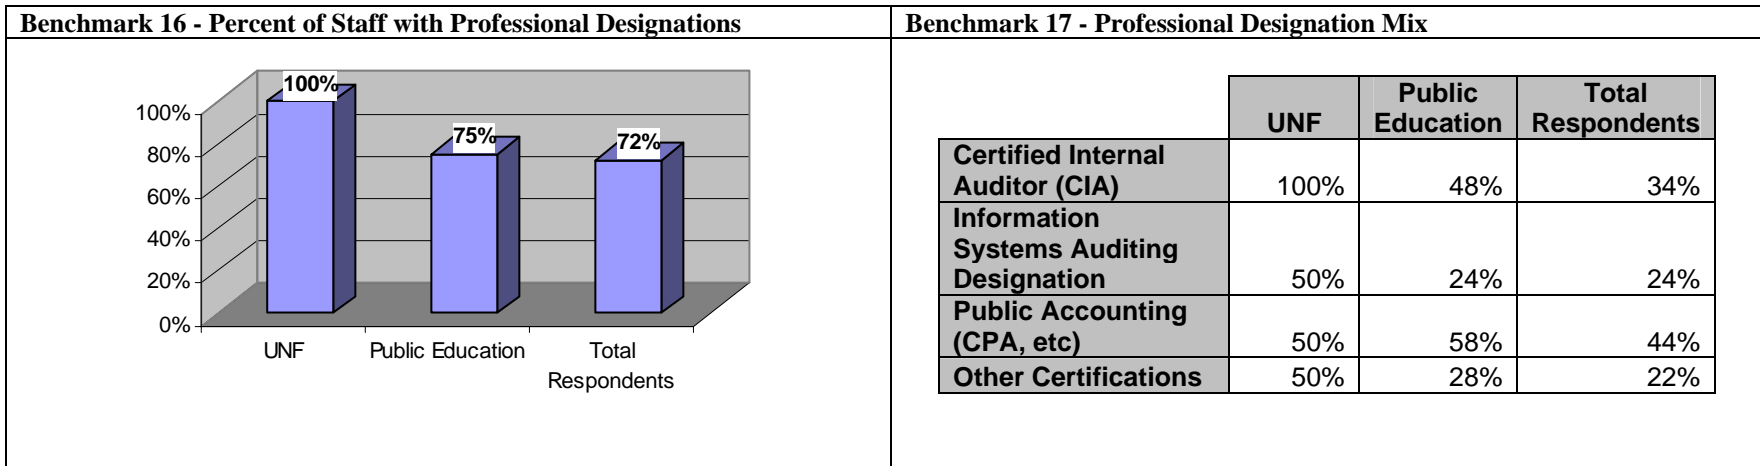 Benchmark 16 - Percent of Staff with Professional Designations
100%
80%
60%
40%
20%
0%
100%
75%
72%
UNF
Public Education
Total
Respondents
Benchmark 17 - Professional Designation Mix
UNF
Public
Education
Total
Respondents
Certified Internal
Auditor (CIA) 100% 48% 34%
Information
Systems Auditing
Designation 50% 24% 24%
Public Accounting
(CPA, etc) 50% 58% 44%
Other Certifications 50% 28% 22%